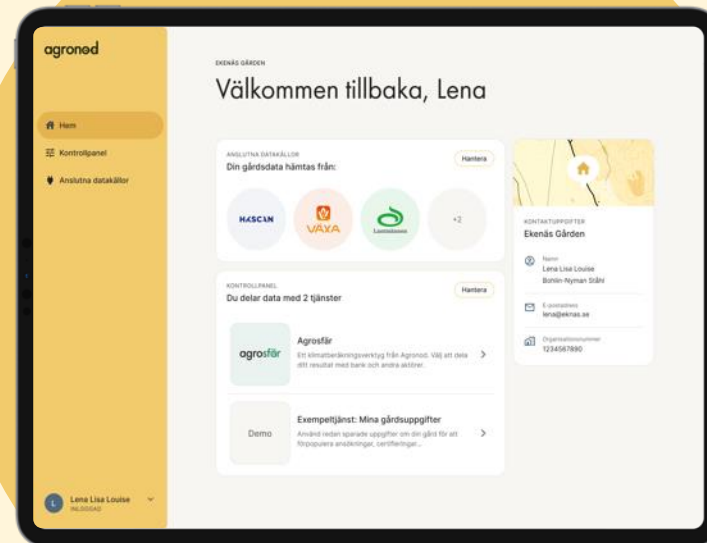 agronod
Hem
Kontrollpanel
Anslutna datakällor
EKENÄS GÅRDEN
Välkommen tillbaka, Lena
ANSLUTNA DATAKÄLLOR
Din gårdsdata hämtas från:
Hantera
HKSCAN
VÄXA
Lantmännen
+2
KONTROLLPANEL
Du delar data med 2 tjänster
Hantera
agrosfär
Agrosfär
Ett klimatberäkningsverktyg från Agronod. Välj att dela
ditt resultat med bank och andra aktörer.
Demo
Exempeltjänst: Mina gårdsuppgifter
Använd redan sparade uppgifter om din gård för att
förpopulera ansökningar, certifieringar...
KONTAKTUPPGIFTER
Ekenäs Gården
Namn
Lena Lisa Louise
Bohlin-Nyman Ståhl
E-postadress
lena@eknas.se
Organisationsnummer
1234567890
L
Lena Lisa Louise
INLOGGAD